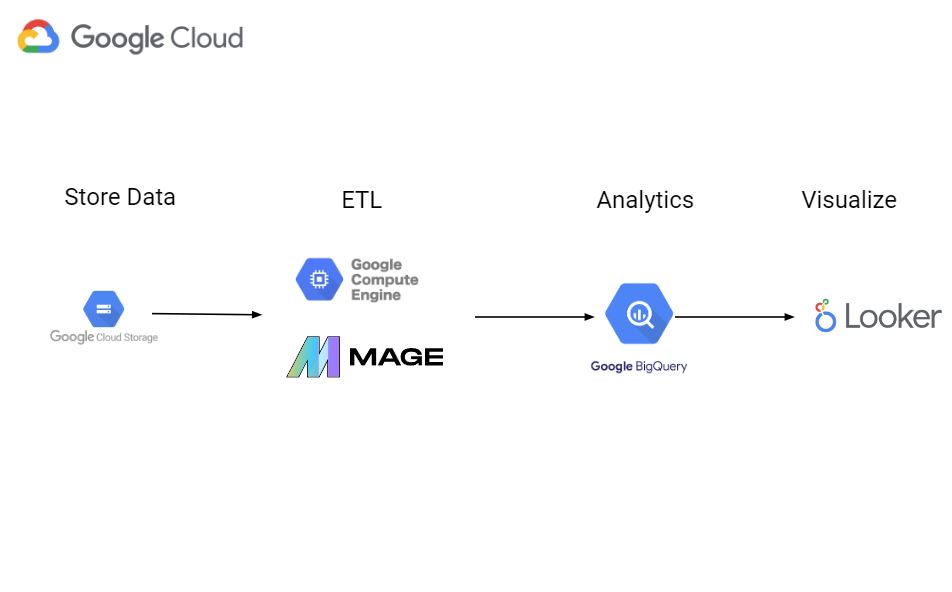 Google Cloud
Store Data
ETL
Analytics
Visualize
Google Cloud Storage
Google
Compute
Engine
MAGE
Google BigQuery
Looker